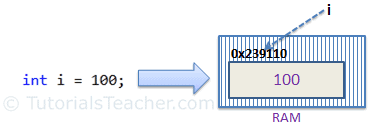 i
0x239110
int i = 100;
100
© TutorialsTeacher.com
RAM